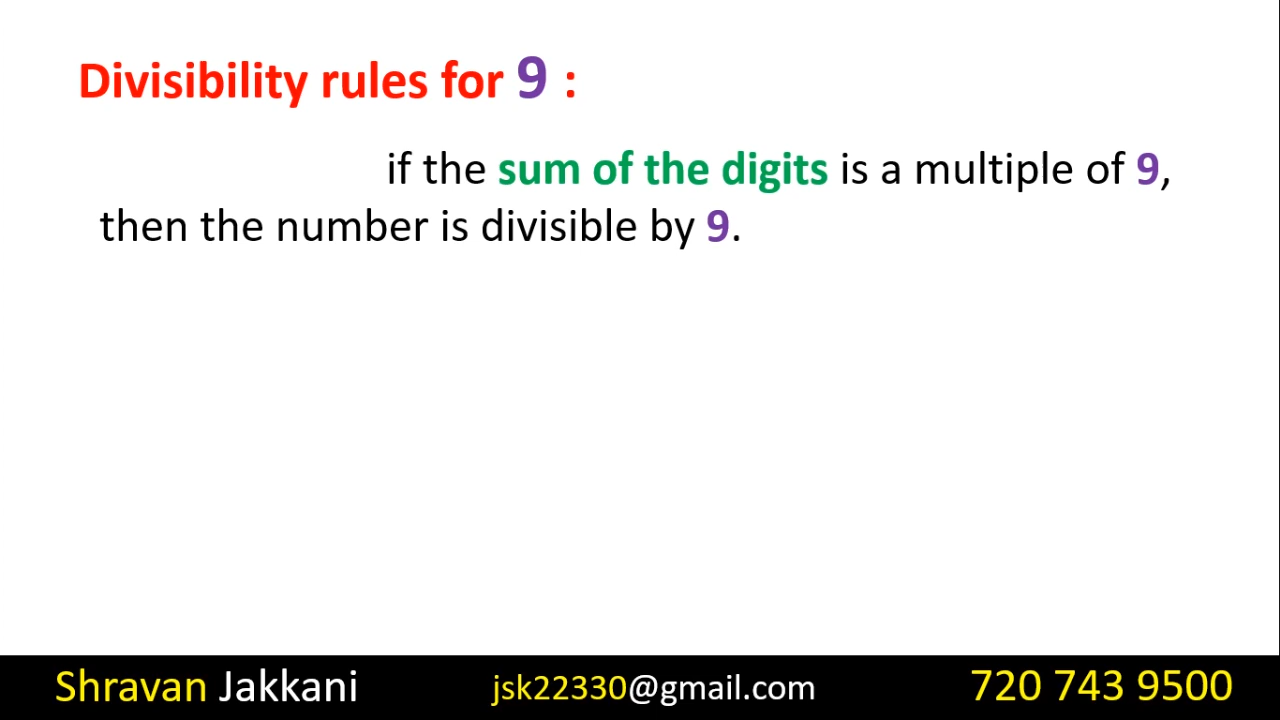 Divisibility rules for 9 :
if the sum of the digits is a multiple of 9,
then the number is divisible by 9.
Shravan Jakkani jsk22330@gmail.com 720 743 9500